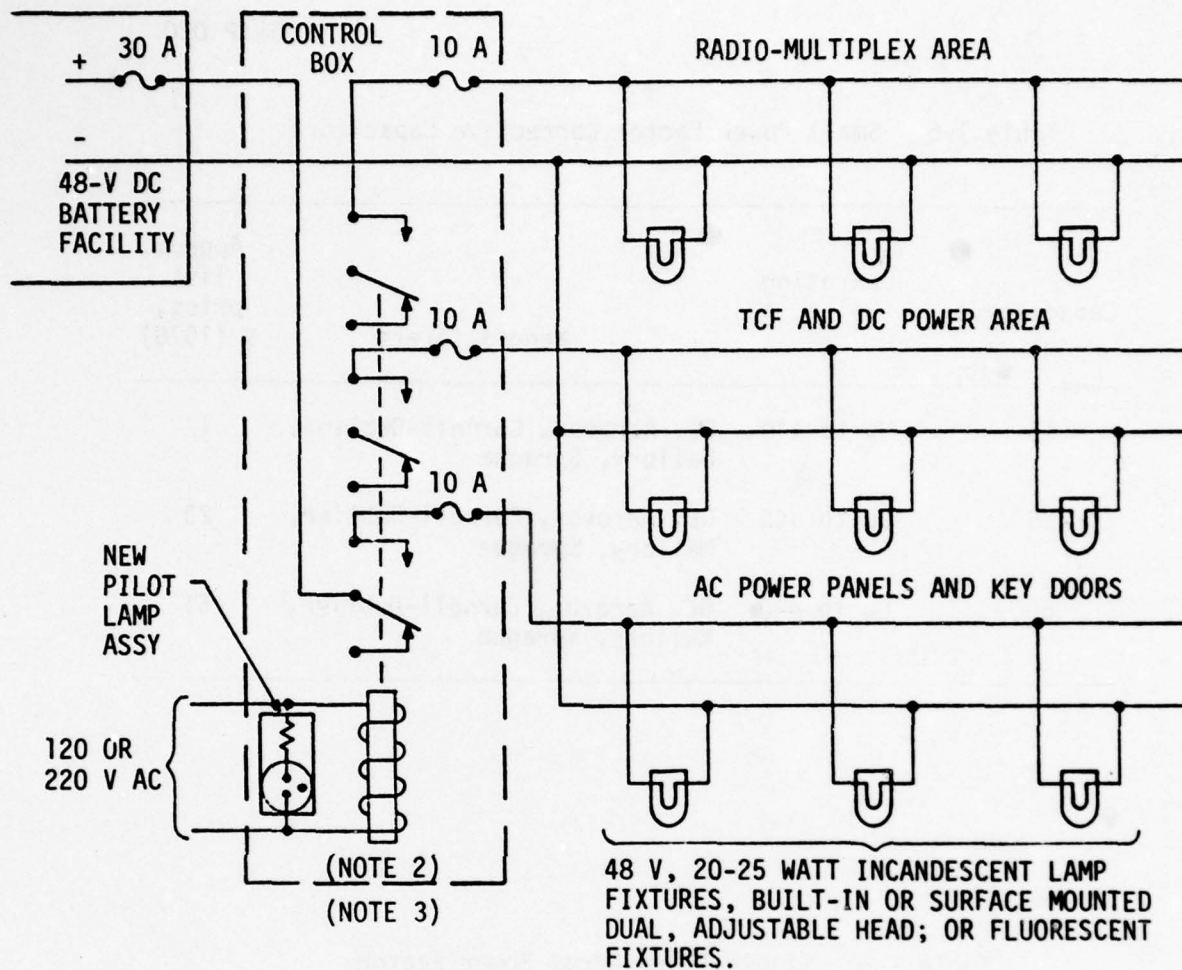 30 A
CONTROL
BOX
10 A
RADIO-MULTIPLEX AREA
+
-
48-V DC
BATTERY
FACILITY
10 A
TCF AND DC POWER AREA
10 A
NEW
PILOT
LAMP
ASSY
AC POWER PANELS AND KEY DOORS
120 OR
220 V AC
(NOTE 2)
(NOTE 3)
48 V, 20-25 WATT INCANDESCENT LAMP
FIXTURES, BUILT-IN OR SURFACE MOUNTED
DUAL, ADJUSTABLE HEAD; OR FLUORESCENT
FIXTURES.